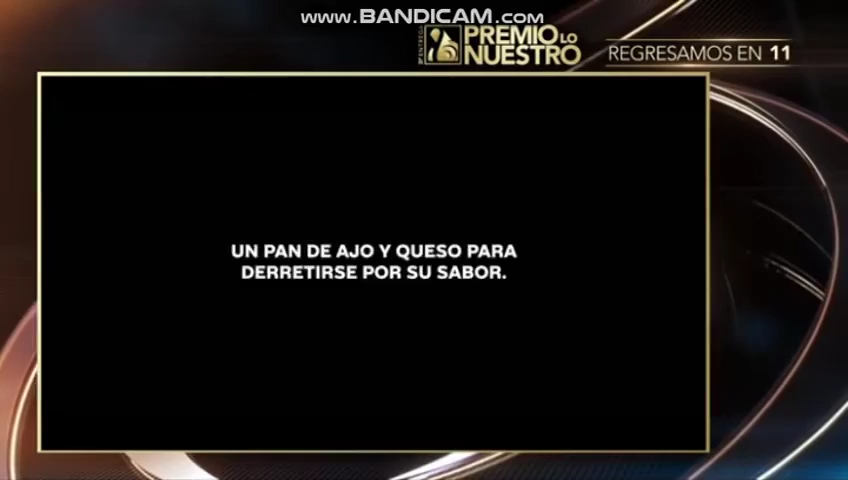 www.BANDICAM.com
PREMIO LO
NUESTRO
REGRESAMOS EN 11
UN PAN DE AJO Y QUESO PARA
DERRETIRSE POR SU SABOR.